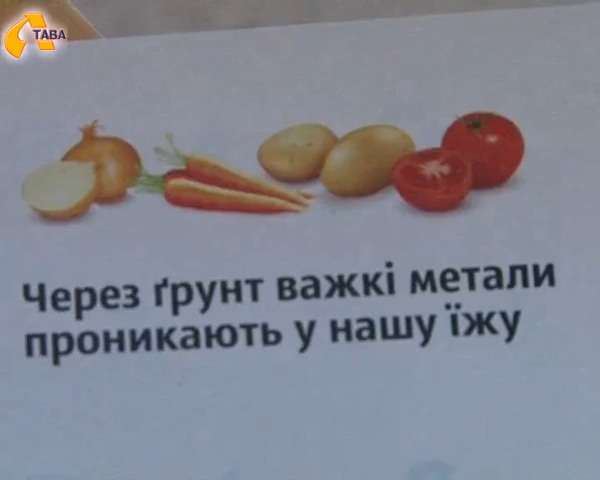 ТАВА
Через ґрунт важкі метали
проникають у нашу їжу